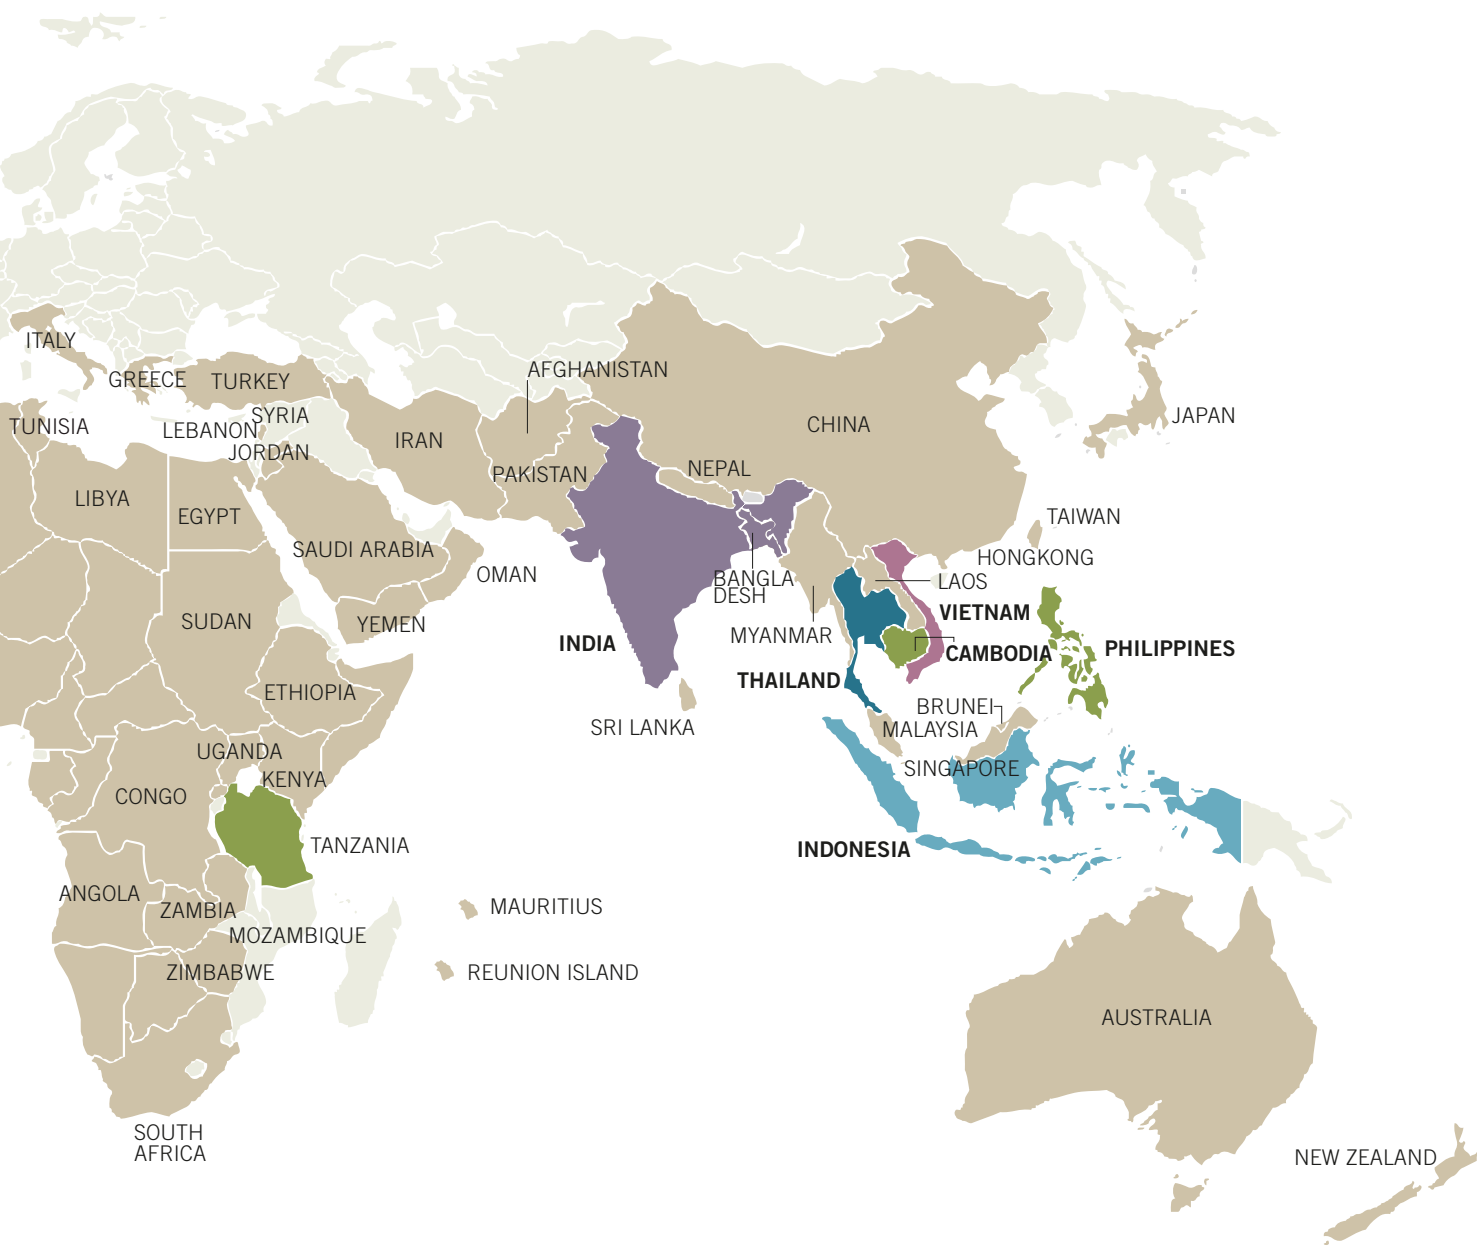 ITALY
AFGHANISTAN
GREECE
TURKEY
SYRIA
JAPAN
TUNISIA
LEBANON
CHINA
IRAN
JORDAN
NEPAL
PAKISTAN
LIBYA
EGYPT
TAIWAN
SAUDI ARABIA
HONGKONG
OMAN
BANGLA
DESH
LAOS
SUDAN
YEMEN
VIETNAM
MYANMAR
INDIA
CAMBODIA
PHILIPPINES
THAILAND
ETHIOPIA
BRUNEI
SRI LANKA
MALAYSIA
UGANDA
SINGAPORE
KENYA
CONGO
TANZANIA
INDONESIA
ANGOLA
ZAMBIA
MAURITIUS
MOZAMBIQUE
ZIMBABWE
REUNION ISLAND
AUSTRALIA
SOUTH
AFRICA
NEW ZEALAND